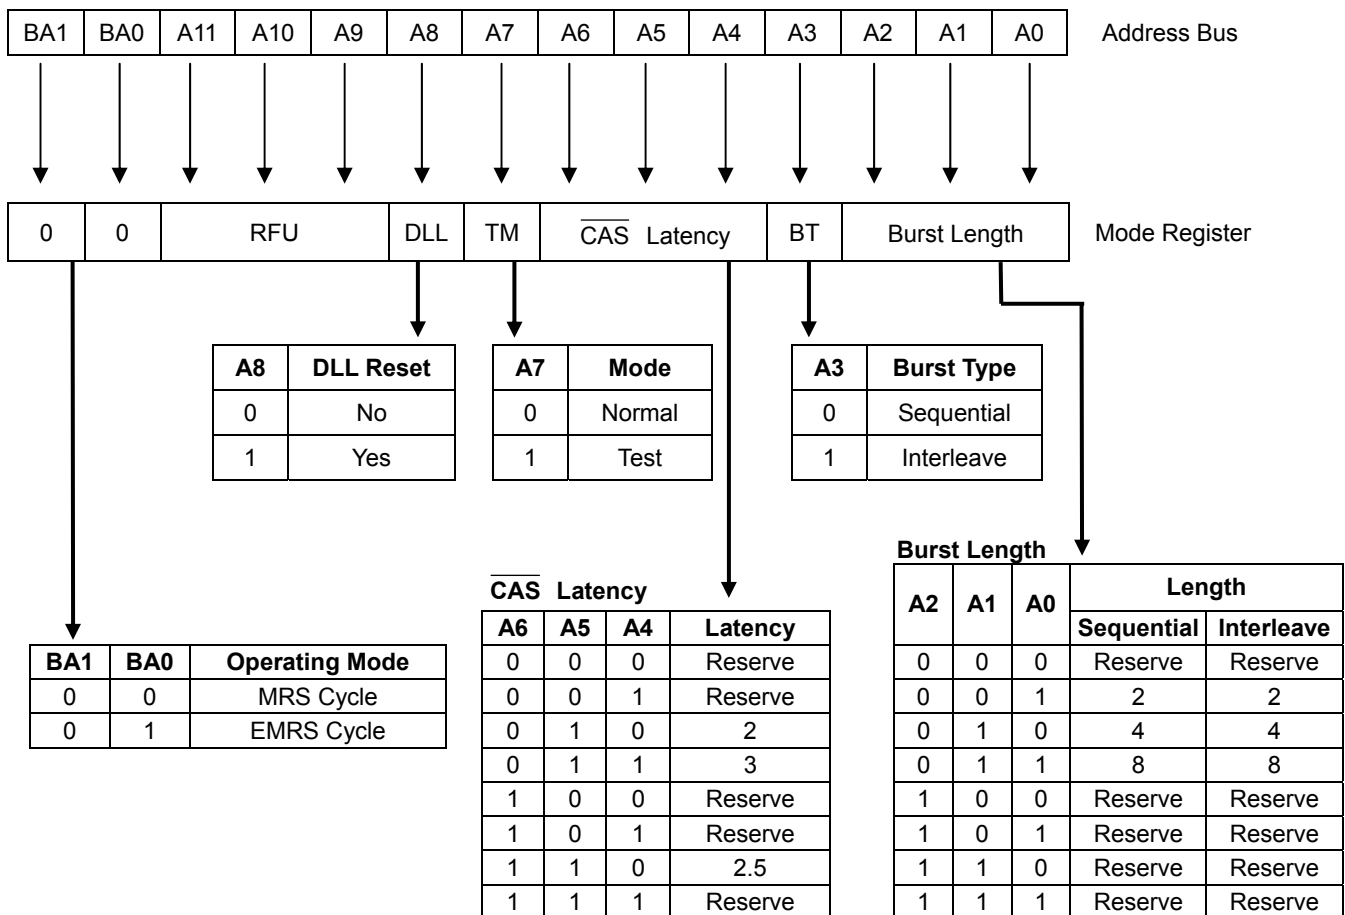 BA1 BA0 A11 A10 A9 A8 A7 A6 A5 A4 A3 A2 A1 A0 Address Bus
0 0 RFU DLL TM CAS Latency BT Burst Length Mode Register
A8 DLL Reset
0 No
1 Yes
A7 Mode
0 Normal
1 Test
A3 Burst Type
0 Sequential
1 Interleave
BA1 BA0 Operating Mode
0 0 MRS Cycle
0 1 EMRS Cycle
CAS Latency
A6 A5 A4 Latency
0 0 0 Reserve
0 0 1 Reserve
0 1 0 2
0 1 1 3
1 0 0 Reserve
1 0 1 Reserve
1 1 0 2.5
1 1 1 Reserve
Burst Length
A2 A1 A0 Length
Sequential Interleave
0 0 0 Reserve Reserve
0 0 1 2 2
0 1 0 4 4
0 1 1 8 8
1 0 0 Reserve Reserve
1 0 1 Reserve Reserve
1 1 0 Reserve Reserve
1 1 1 Reserve Reserve